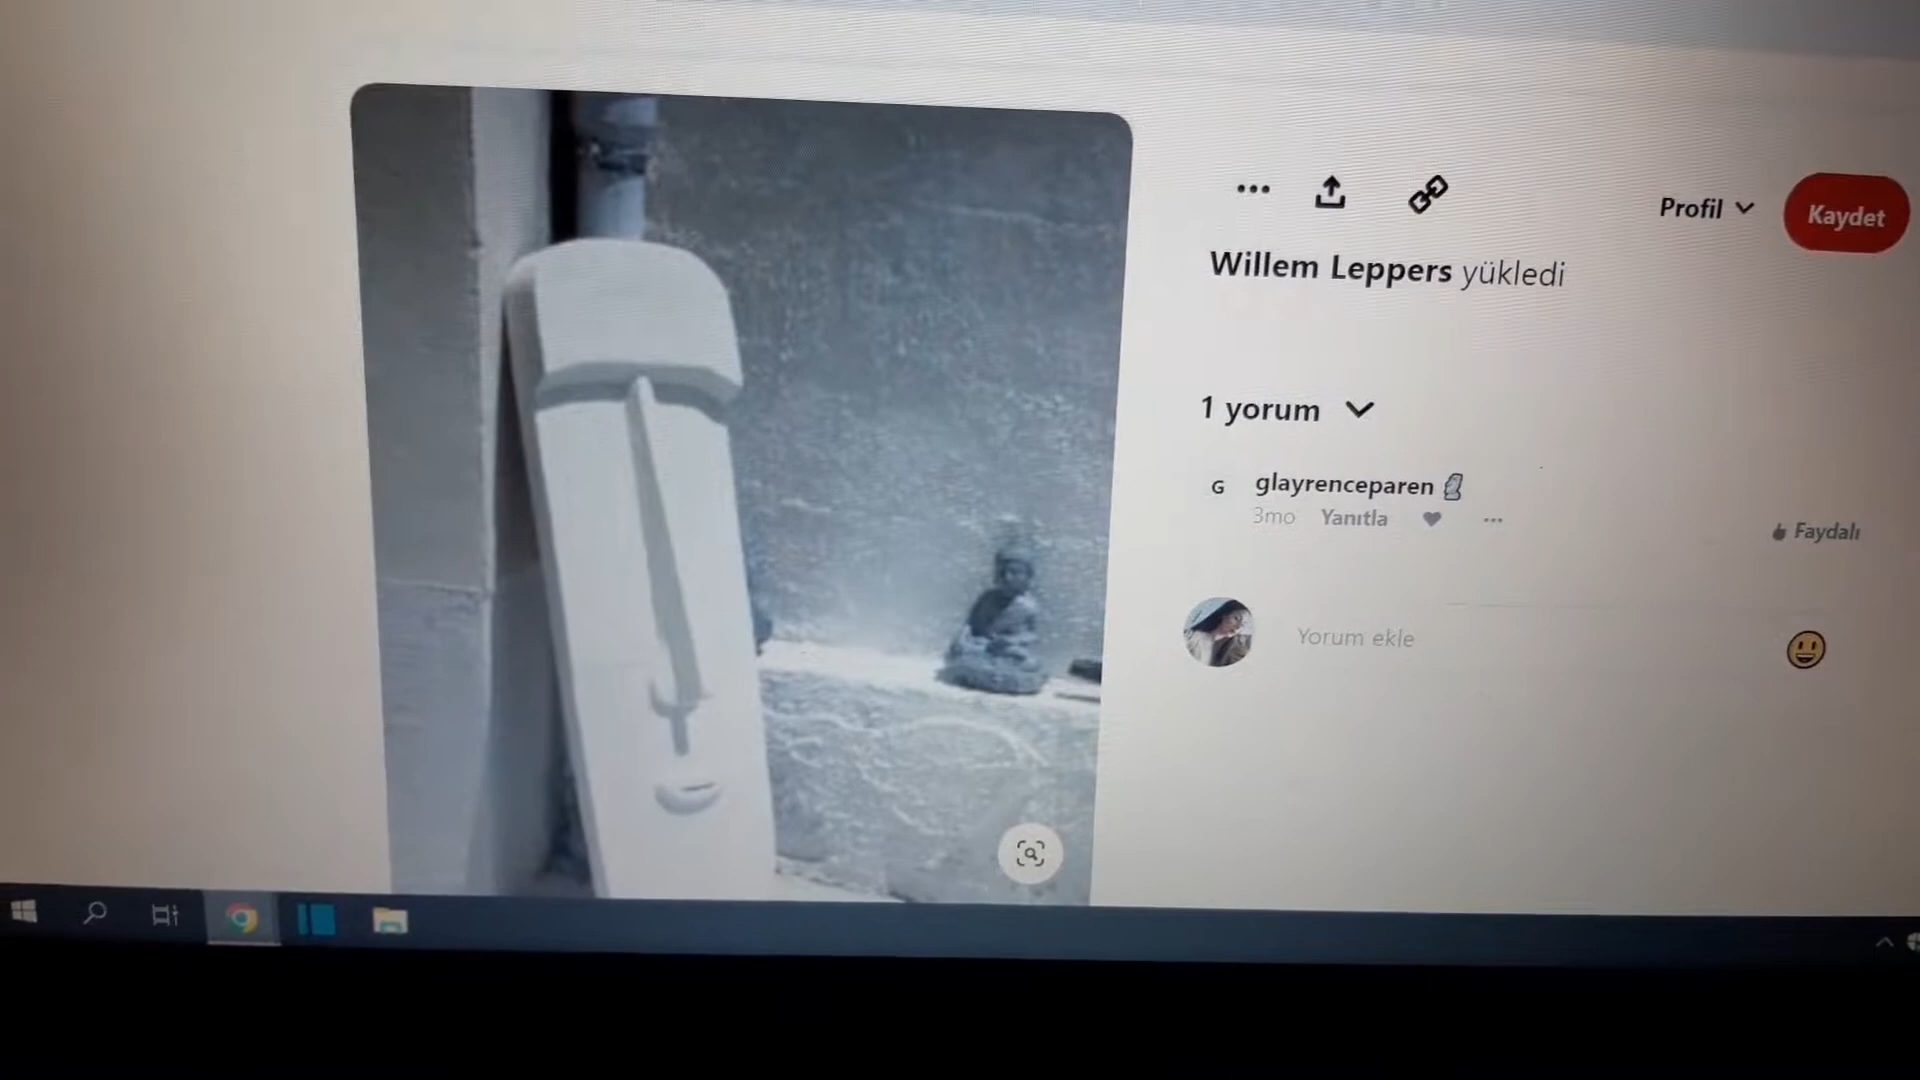 Profil
Kaydet
Willem Leppers yükledi
1 yorum
G glayrenceparen 🗿
3mo Yanıtla
Faydalı
Yorum ekle